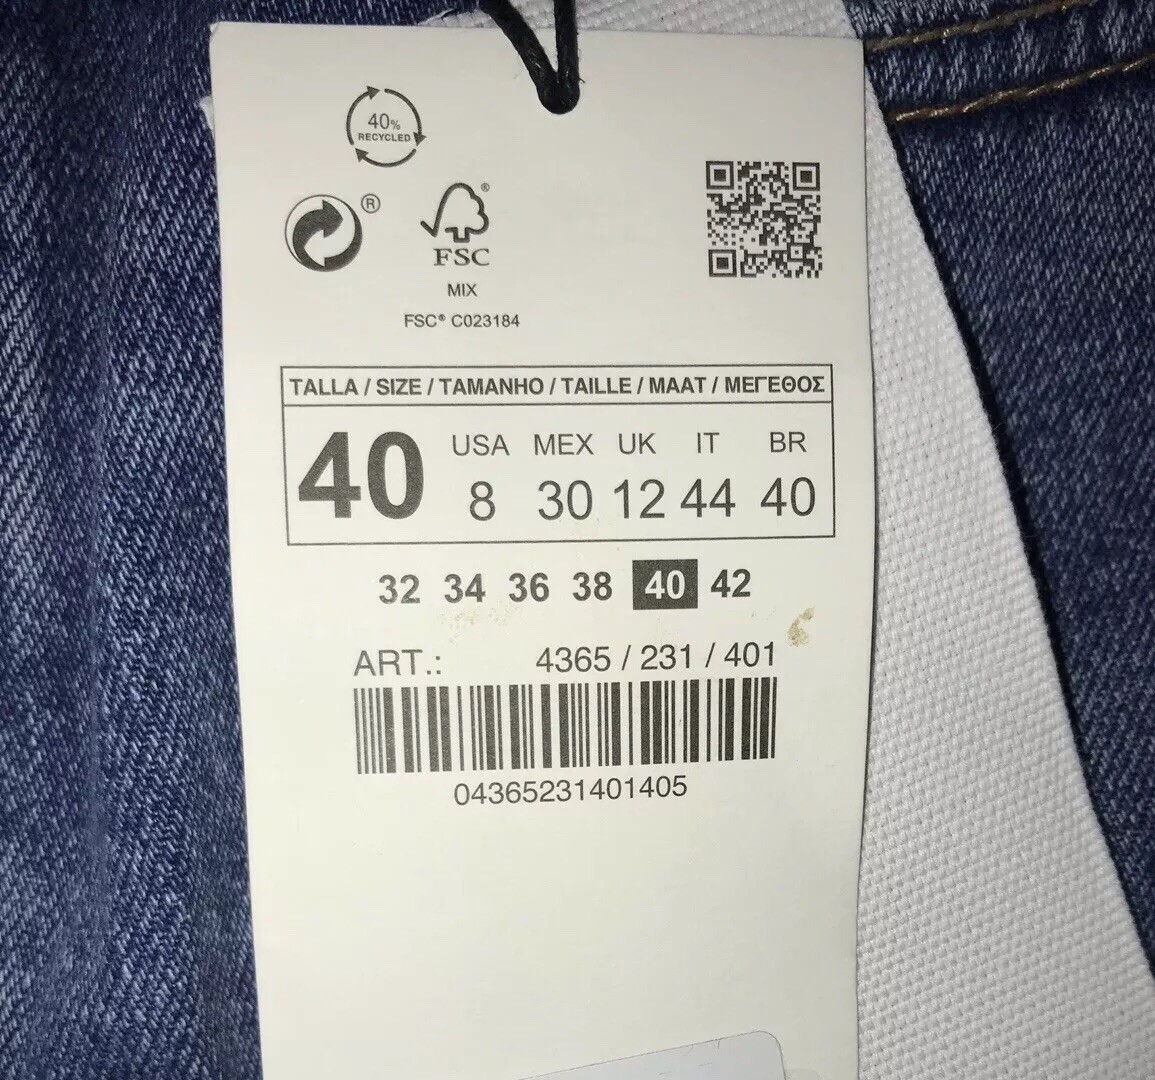 40%
RECYCLED
®
®
FSC
MIX
FSC® C023184
TALLA / SIZE / TAMANHO / TAILLE / MAAT / ΜΕΓΕΘΟΣ
40
USA MEX UK IT BR
8 30 12 44 40
32 34 36 38 40 42
ART.: 4365 / 231 / 401
04365231401405